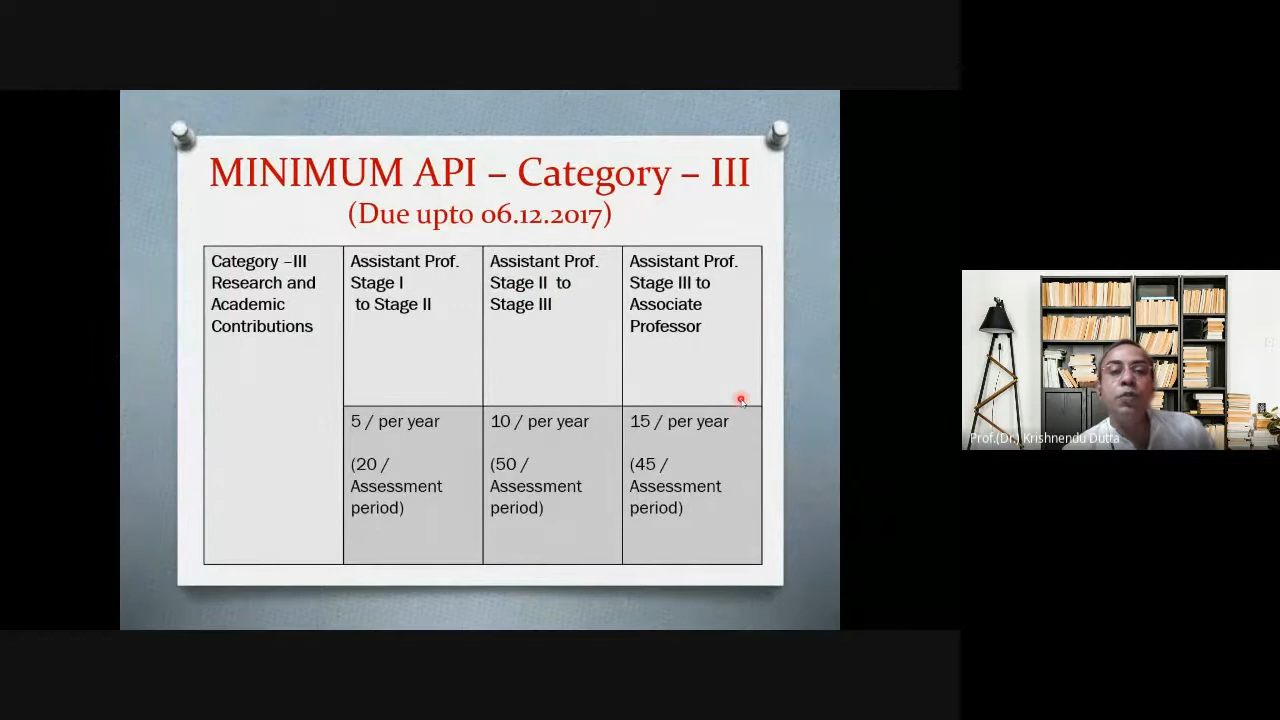 MINIMUM API – Category – III
(Due upto 06.12.2017)
Category –III
Research and
Academic
Contributions
Assistant Prof.
Stage I
to Stage II
Assistant Prof.
Stage II to
Stage III
Assistant Prof.
Stage III to
Associate
Professor
5 / per year
(20 /
Assessment
period)
10 / per year
(50 /
Assessment
period)
15 / per year
(45 /
Assessment
period)
Prof.(Dr.) Krishnendu Dutta